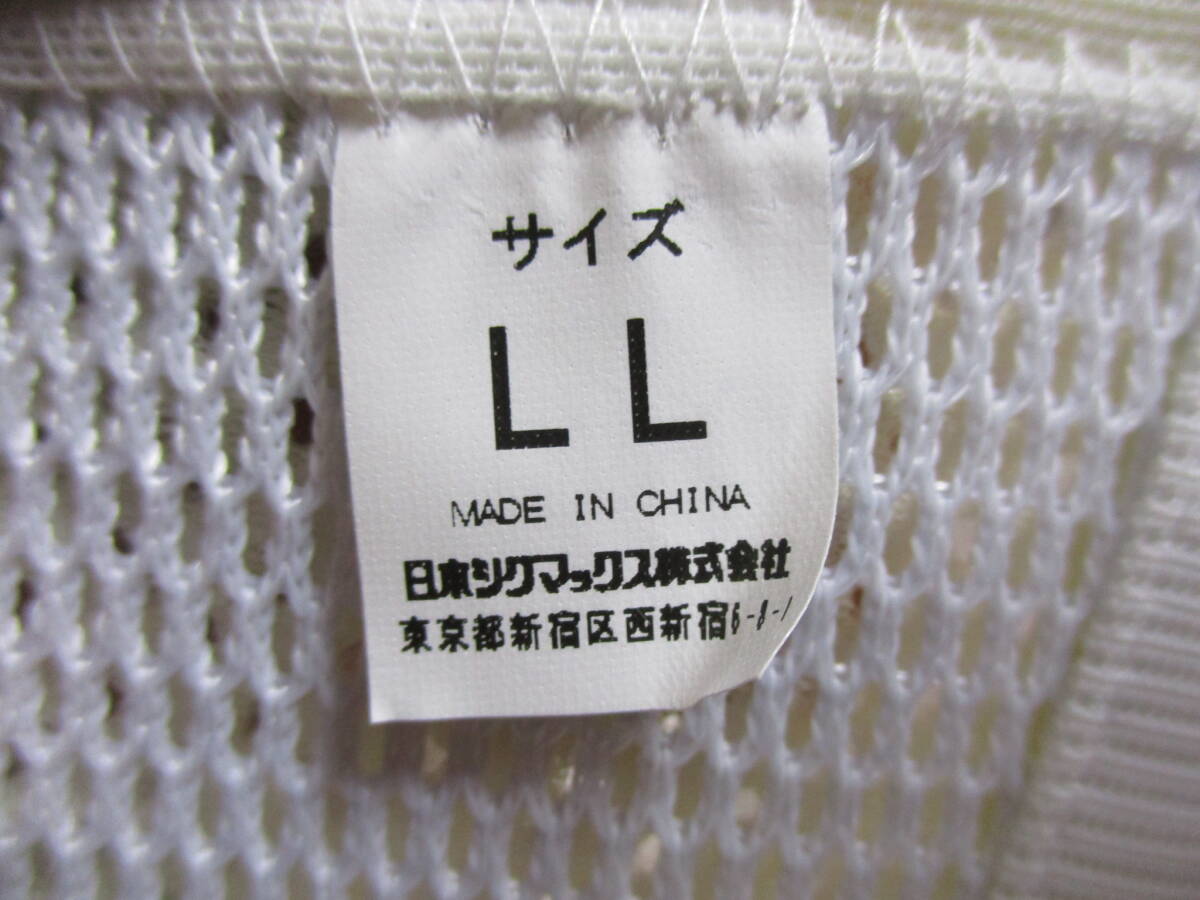 サイズ
LL
MADE IN CHINA
日本シグマックス株式会社
東京都新宿区西新宿6-8-1